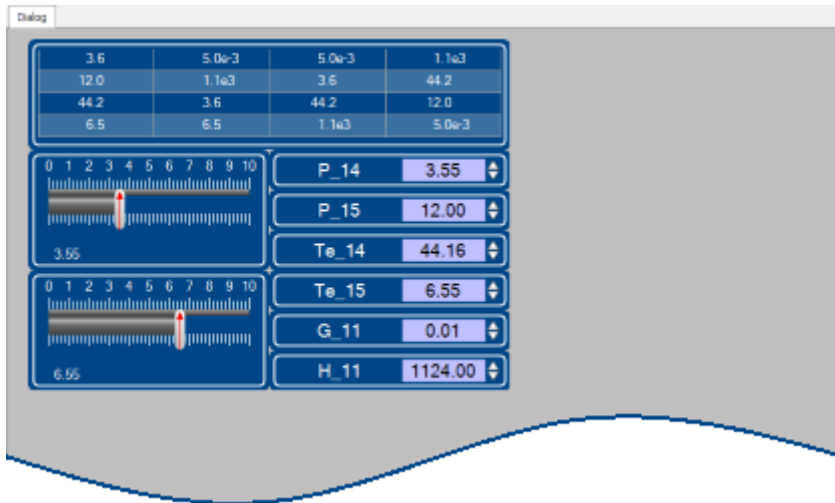 Dialog
3.6 5.0e-3 5.0e-3 1.1e3
12.0 1.1e3 3.6 44.2
44.2 3.6 44.2 12.0
6.5 6.5 1.1e3 5.0e-3
0 1 2 3 4 5 6 7 8 9 10
3.55
0 1 2 3 4 5 6 7 8 9 10
6.55
P_14 3.55
P_15 12.00
Te_14 44.16
Te_15 6.55
G_11 0.01
H_11 1124.00